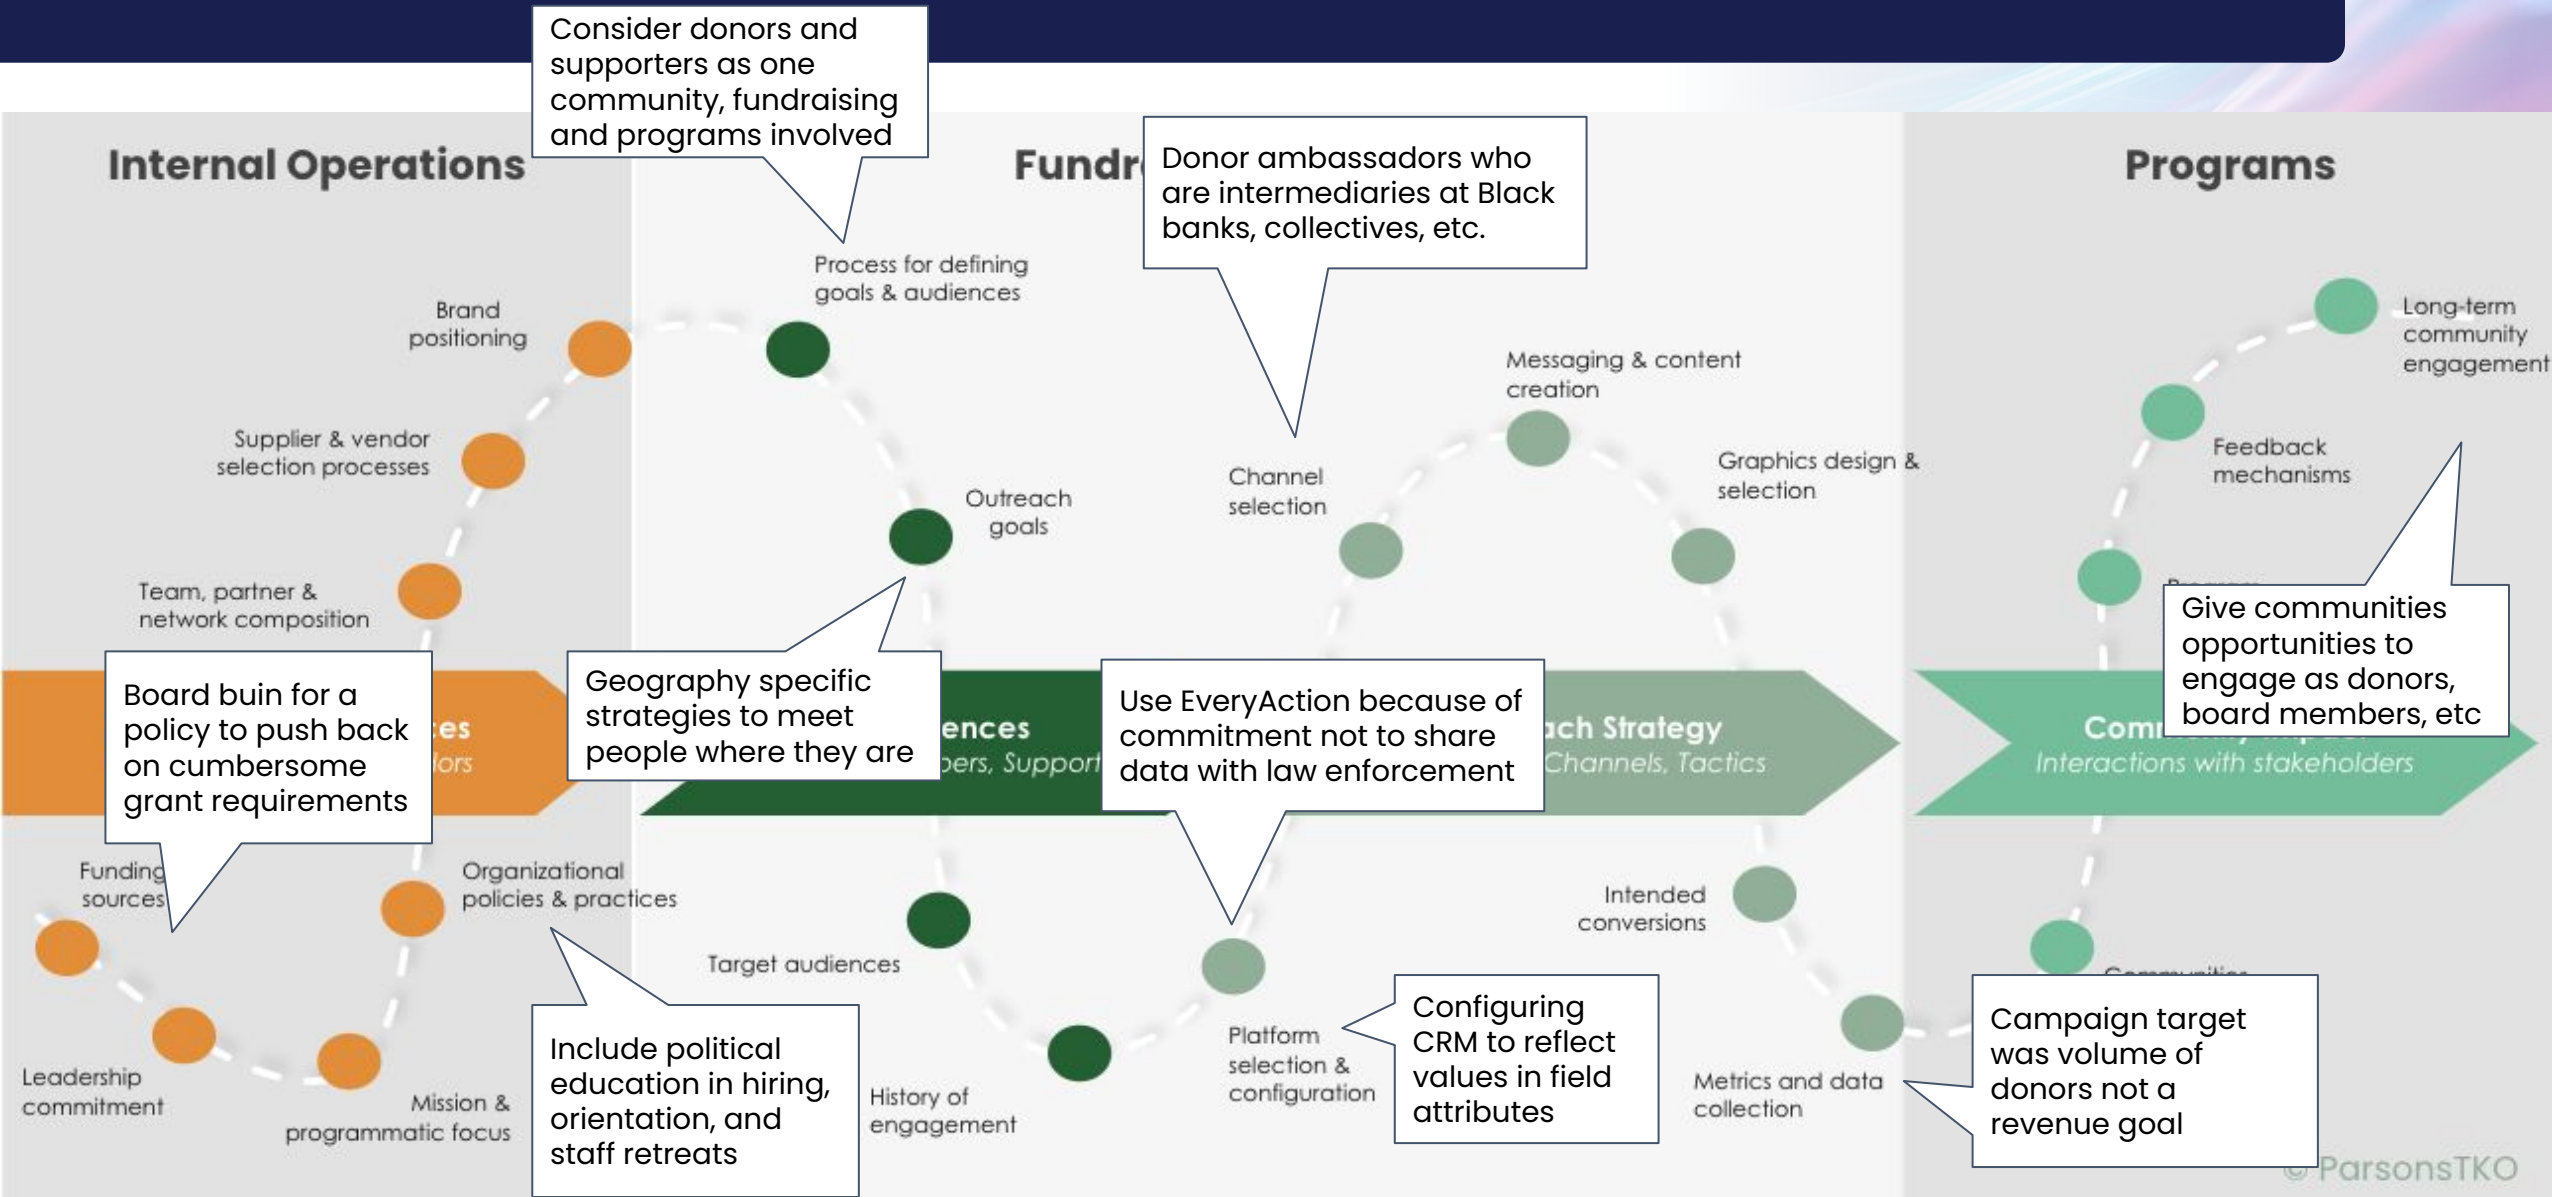 Consider donors and
supporters as one
community, fundraising
and programs involved
Internal Operations
Donor ambassadors who
are intermediaries at Black
banks, collectives, etc.
Programs
Process for defining
goals & audiences
Brand
positioning
Long-term
community
engagement
Messaging & content
creation
Supplier & vendor
selection processes
Feedback
mechanisms
Graphics design &
selection
Channel
selection
Outreach
goals
Team, partner &
network composition
Give communities
opportunities to
engage as donors,
board members, etc
Board buin for a
policy to push back
on cumbersome
grant requirements
Geography specific
strategies to meet
people where they are
Use EveryAction because of
commitment not to share
data with law enforcement
Strategy
Support
Channels, Tactics
Interactions with stakeholders
Funding
sources
Organizational
policies & practices
Intended
conversions
Target audiences
Leadership
commitment
Mission &
programmatic focus
Include political
education in hiring,
orientation, and
staff retreats
History of
engagement
Platform
selection &
configuration
Configuring
CRM to reflect
values in field
attributes
Metrics and data
collection
Campaign target
was volume of
donors not a
revenue goal
© ParsonsTKO